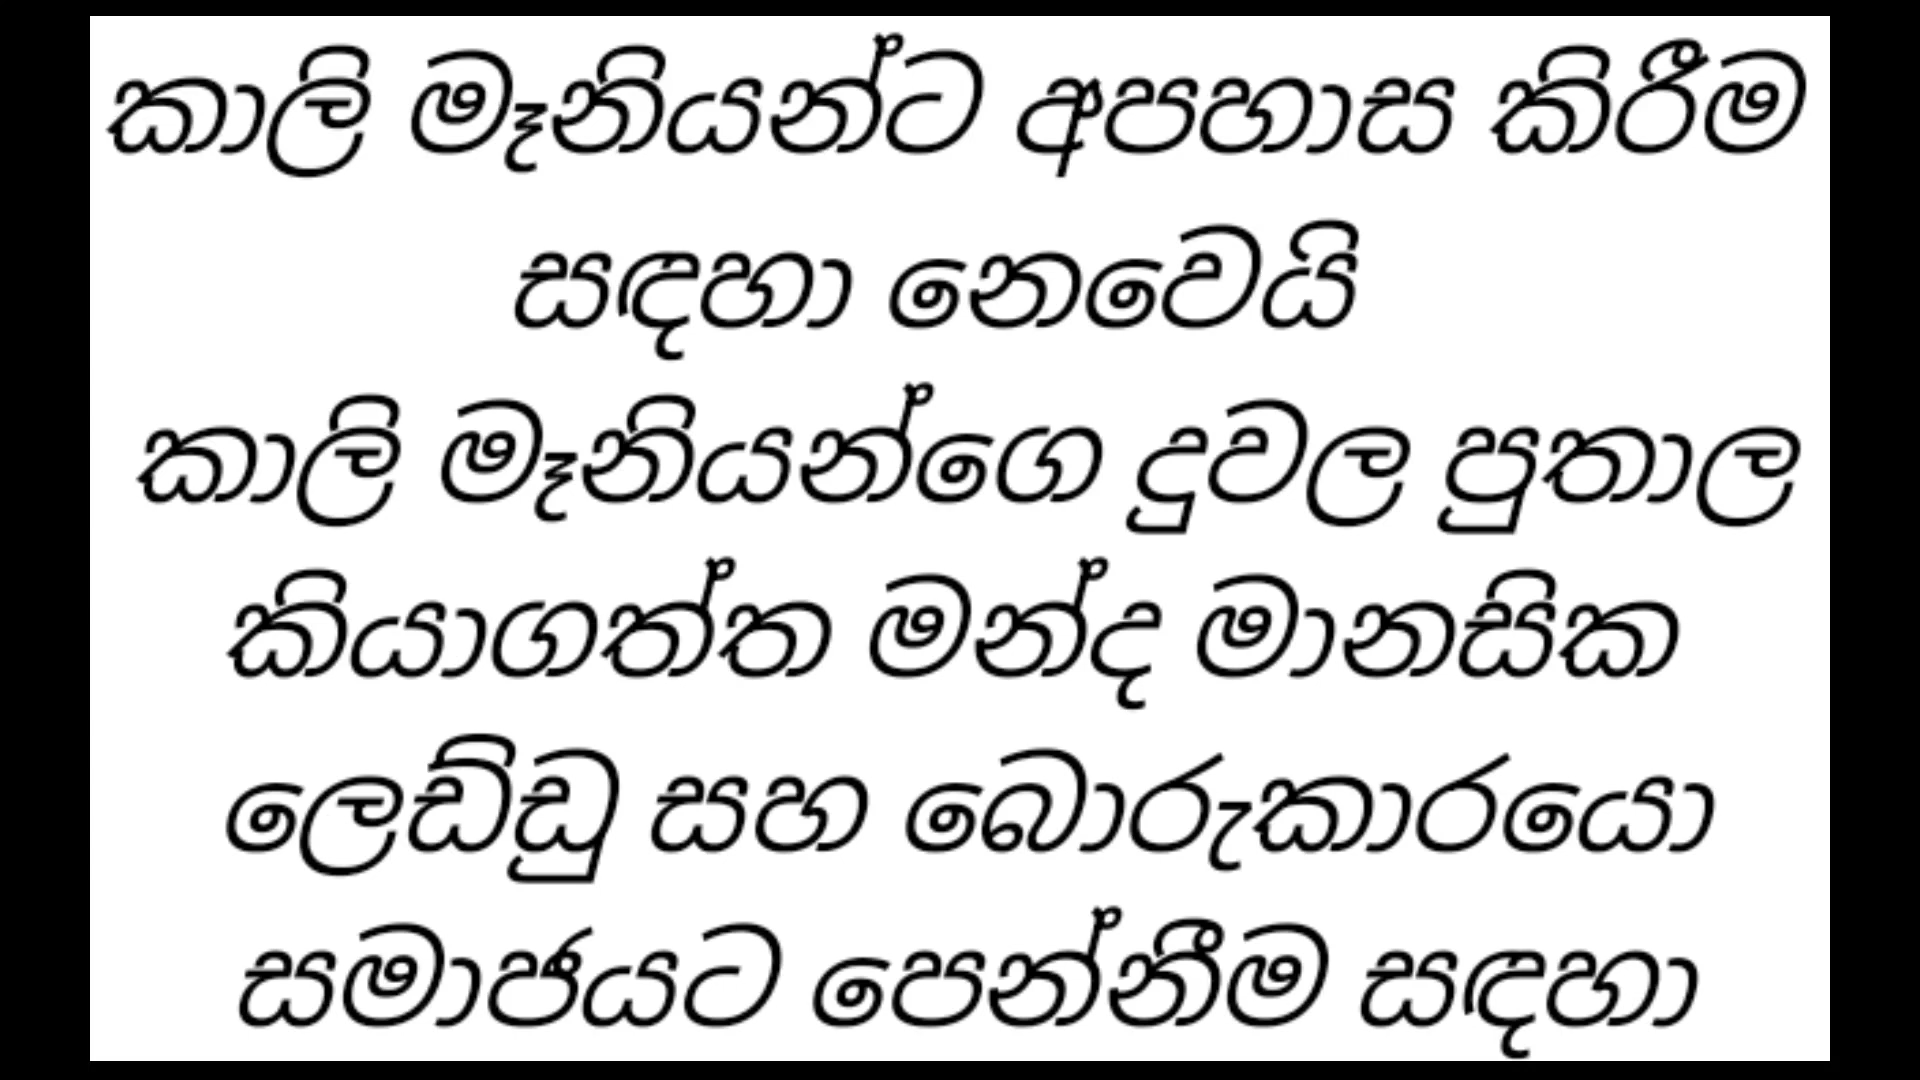 කාලි මෑනියන්ට අපහාස කිරීම
සඳහා නෙවෙයි
කාලි මෑනියන්ගෙ දුවල පුතාල
කියාගත්ත මන්ද මානසික
ලෙඩ්ඩු සහ බොරුකාරයො
සමාජයට පෙන්නීම සඳහා